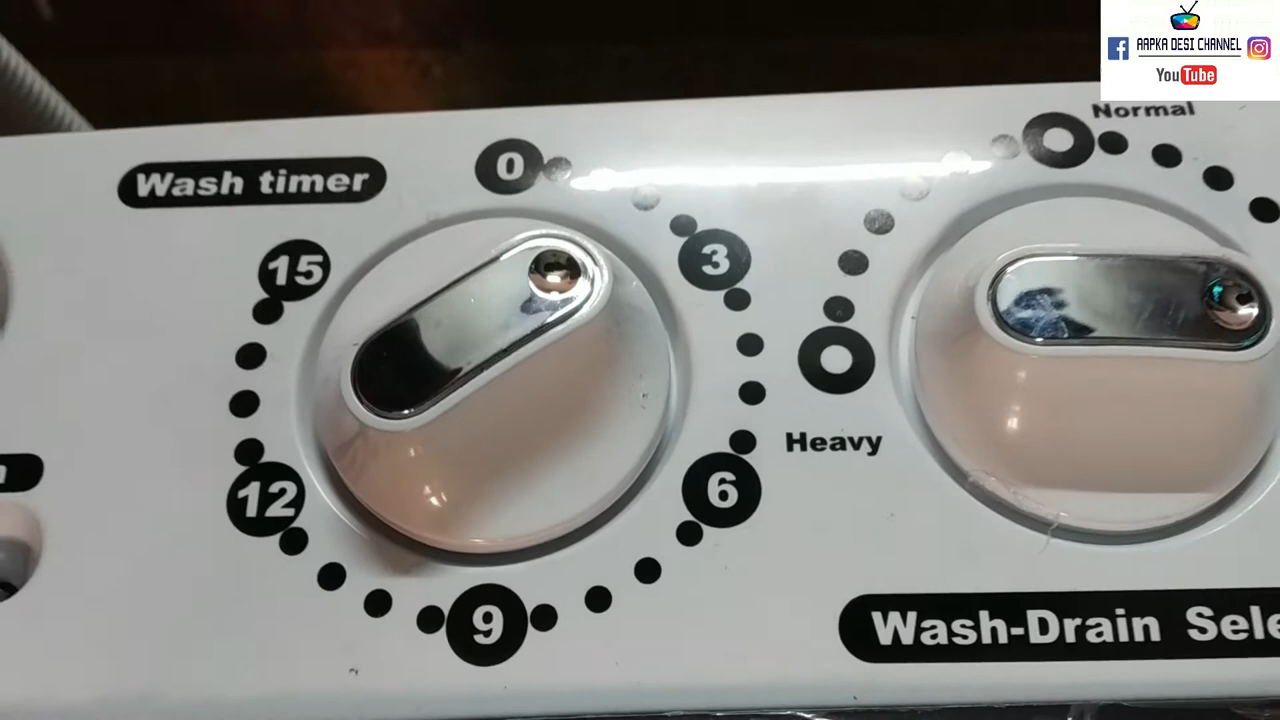 AAPKA DESI CHANNEL
YouTube
Normal
Wash timer
0
3
15
Heavy
6
12
9
Wash-Drain Sele